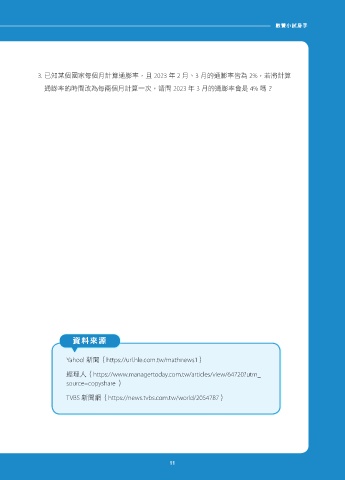 數醬小試身手
3. 已知某個國家每個月計算通膨率，且 2023 年 2 月、3 月的通膨率皆為 2%，若將計算
通膨率的時間改為每兩個月計算一次，請問 2023 年 3 月的通膨率會是 4% 嗎？
資料來源
Yahoo! 新聞（https://url.hle.com.tw/mathnews1）
經理人（https://www.managertoday.com.tw/articles/view/64720?utm_
source=copyshare ）
TVBS 新聞網（https://news.tvbs.com.tw/world/2054787）
11